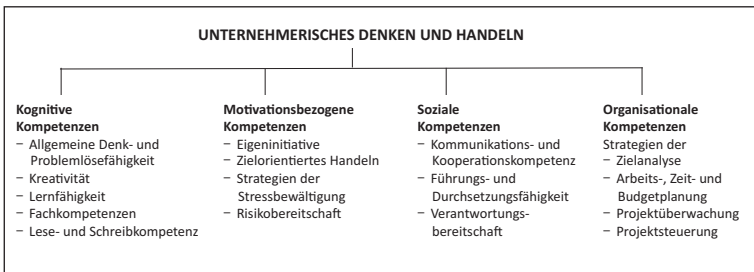 UNTERNEHMERISCHES DENKEN UND HANDELN
Kognitive
Kompetenzen
– Allgemeine Denk- und
Problemlösefähigkeit
– Kreativität
– Lernfähigkeit
– Fachkompetenzen
– Lese- und Schreibkompetenz
Motivationsbezogene
Kompetenzen
– Eigeninitiative
– Zielorientiertes Handeln
– Strategien der
Stressbewältigung
– Risikobereitschaft
Soziale
Kompetenzen
– Kommunikations- und
Kooperationskompetenz
– Führungs- und
Durchsetzungsfähigkeit
– Verantwortungs-
bereitschaft
Organisationale
Kompetenzen
Strategien der
– Zielanalyse
– Arbeits-, Zeit- und
Budgetplanung
– Projektüberwachung
– Projektsteuerung